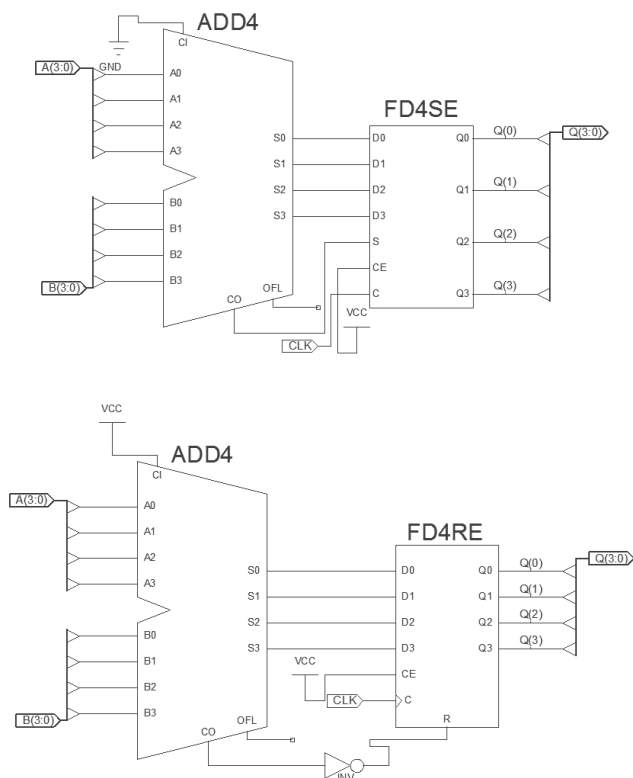 ADD4
CI
A(3:0)
GND
A0
A1
A2
A3
FD4SE
S0
D0
Q0
Q(0)
Q(3:0)
S1
D1
Q1
Q(1)
S2
D2
Q2
Q(2)
S3
D3
B0
B1
S
B2
CE
B3
B(3:0)
OFL
C
Q3
Q(3)
CO
VCC
CLK
VCC
ADD4
CI
A(3:0)
A0
A1
A2
A3
FD4RE
S0
D0
Q0
Q(0)
Q(3:0)
S1
D1
Q1
Q(1)
S2
D2
Q2
Q(2)
S3
D3
Q3
Q(3)
B0
B1
VCC
CE
B2
CLK
C
B3
B(3:0)
OFL
R
CO
INV